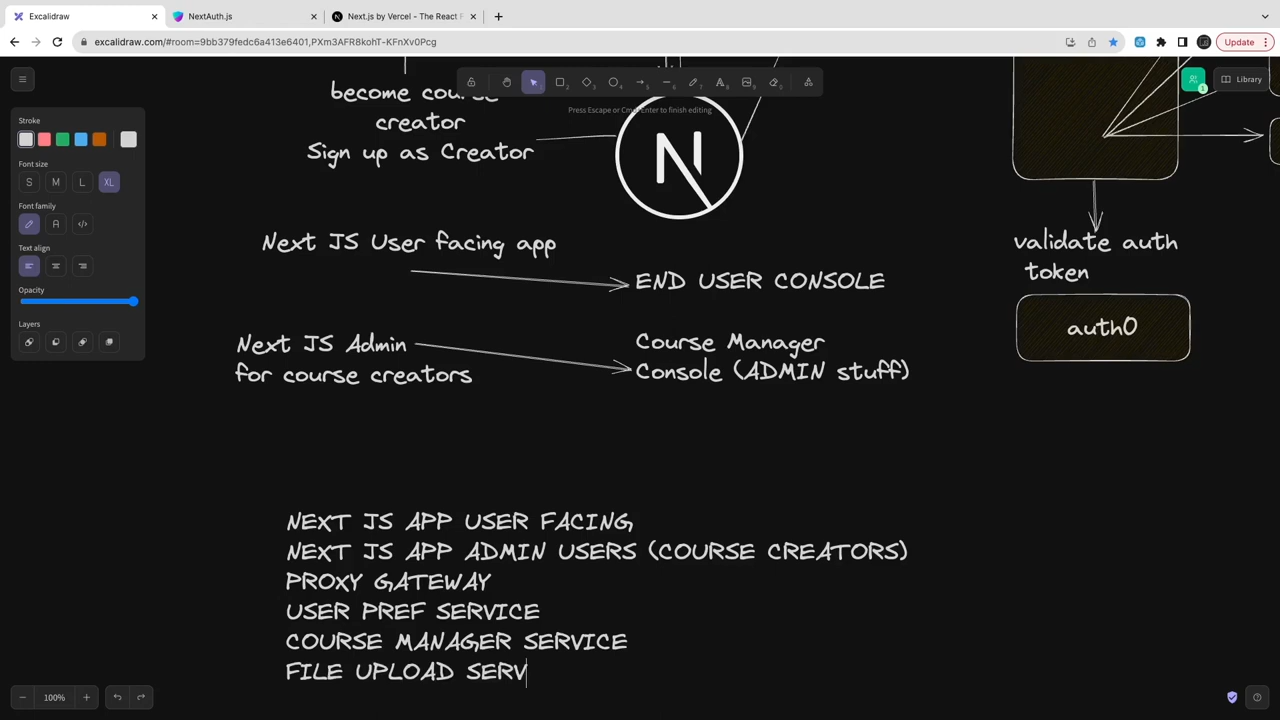 Excalidraw
NextAuth.js
Next.js by Vercel - The React F
excalidraw.com/#room=9bb379fedc6a413e6401,PXm3AFR8kohT-KFnXv0Pcg
Update
Library
1
Press Escape or Cmd+Enter to finish editing
Stroke
Font size
S M L XL
Font family
A </>
Text align
Opacity
Layers
become course
creator
Sign up as Creator
N
Next JS User facing app
END USER CONSOLE
Next JS Admin
for course creators
Course Manager
Console (ADMIN stuff)
validate auth
token
auth0
NEXT JS APP USER FACING
NEXT JS APP ADMIN USERS (COURSE CREATORS)
PROXY GATEWAY
USER PREF SERVICE
COURSE MANAGER SERVICE
FILE UPLOAD SERV
100%